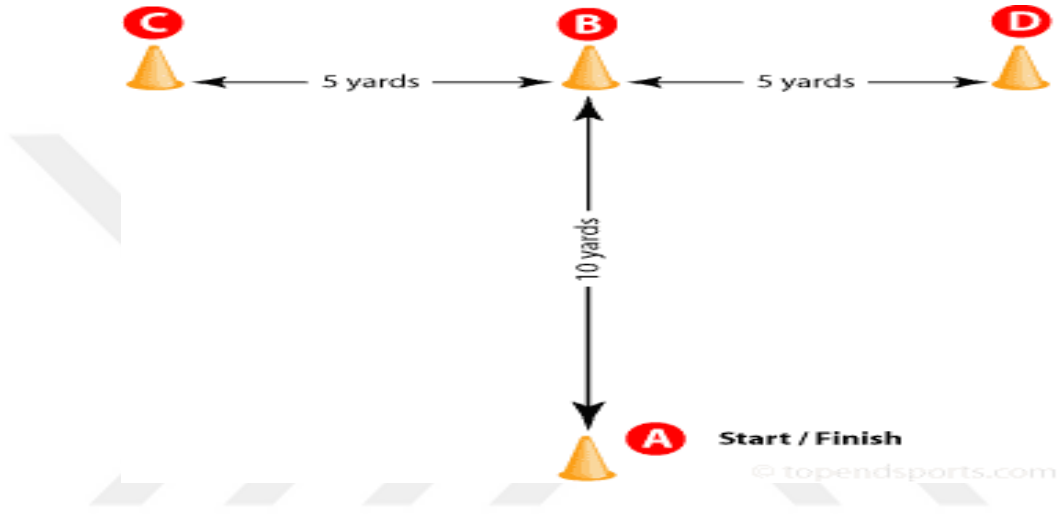 C
B
D
5 yards
5 yards
10 yards
A
Start / Finish
© topendsports.com